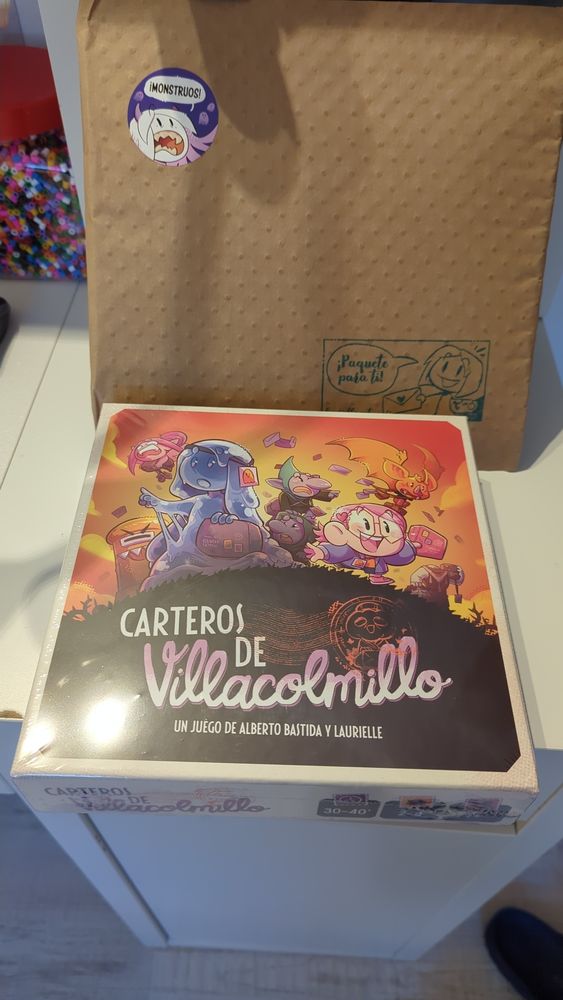 ¡MONSTRUOS!
¡Paquete
para ti!
CARTEROS
DE
Villacolmillo
UN JUEGO DE ALBERTO BASTIDA Y LAURIELLE
CARTEROS
DE
Villacolmillo
30-40'